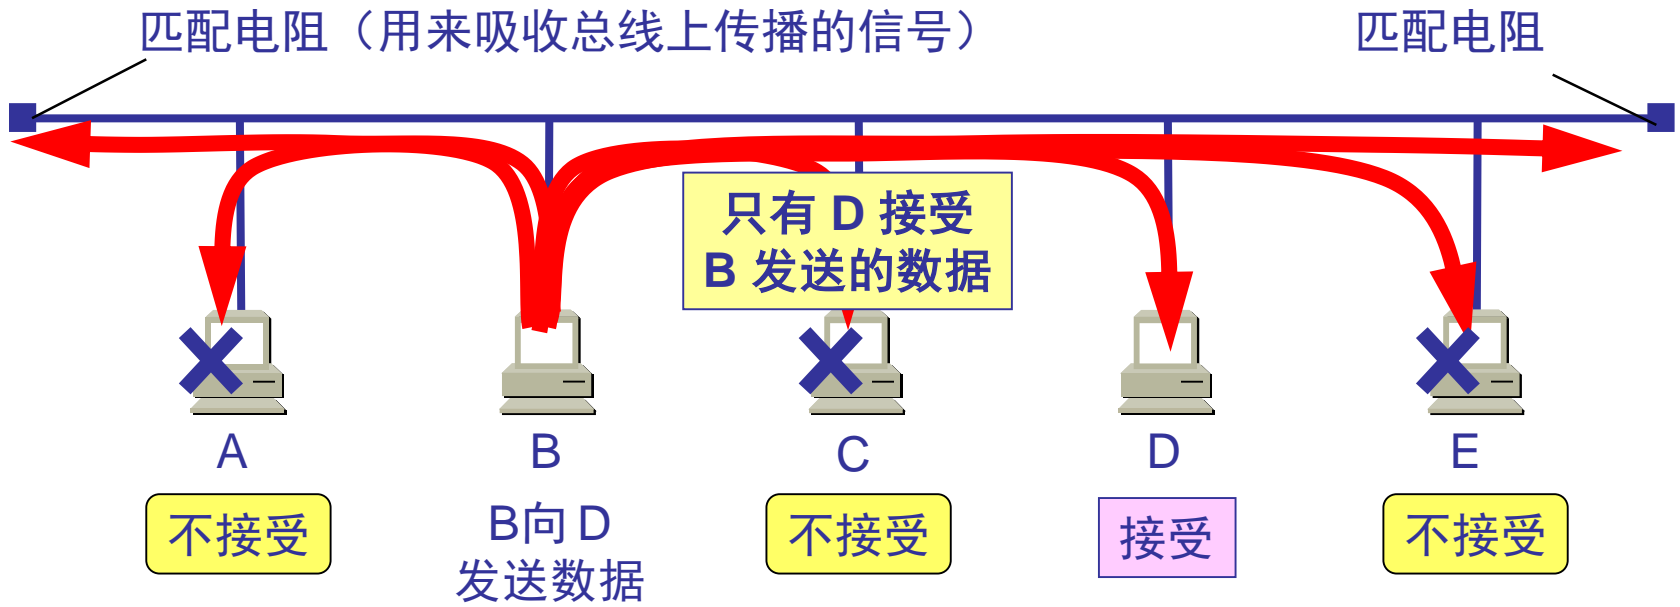 匹配电阻（用来吸收总线上传播的信号）
匹配电阻
只有 D 接受
B 发送的数据
A
B
C
D
E
不接受
B向 D
发送数据
不接受
接受
不接受